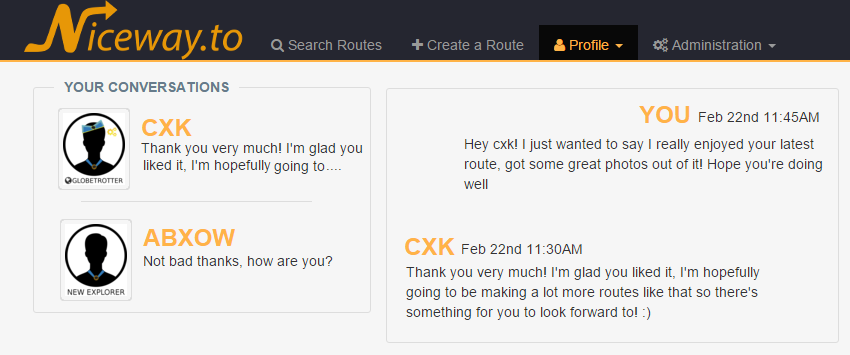 Niceway.to
Search Routes
Create a Route
Profile
Administration
YOUR CONVERSATIONS
CXK
Thank you very much! I'm glad you
liked it, I'm hopefully going to....
GLOBETROTTER
ABXOW
Not bad thanks, how are you?
NEW EXPLORER
YOU Feb 22nd 11:45AM
Hey cxk! I just wanted to say I really enjoyed your latest
route, got some great photos out of it! Hope you're doing
well
CXK Feb 22nd 11:30AM
Thank you very much! I'm glad you liked it, I'm hopefully
going to be making a lot more routes like that so there's
something for you to look forward to! :)